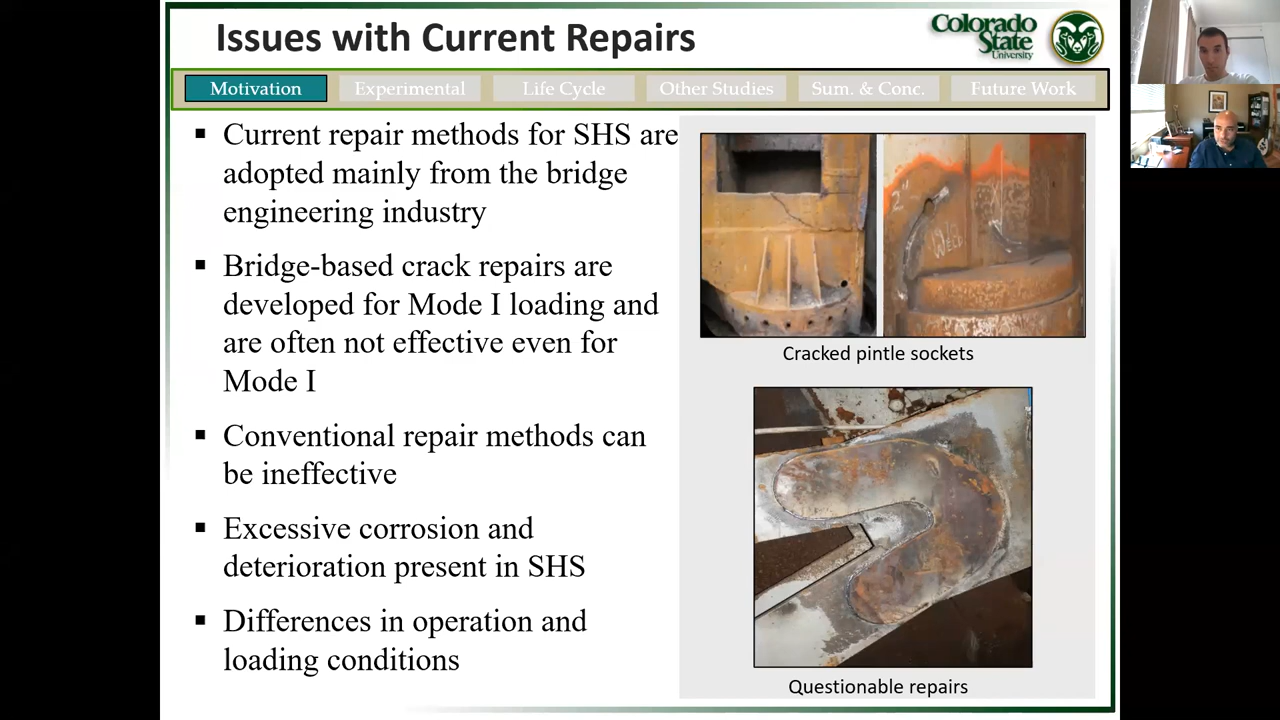 Issues with Current Repairs
Colorado
State
University
Motivation
Experimental
Life Cycle
Other Studies
Sum. & Conc.
Future Work
▪ Current repair methods for SHS are
adopted mainly from the bridge
engineering industry
▪ Bridge-based crack repairs are
developed for Mode I loading and
are often not effective even for
Mode I
▪ Conventional repair methods can
be ineffective
▪ Excessive corrosion and
deterioration present in SHS
▪ Differences in operation and
loading conditions
2"
WELD
Cracked pintle sockets
Questionable repairs